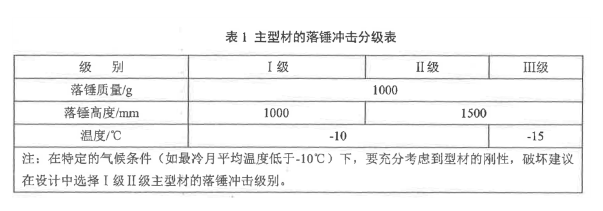 表1 主型材的落锤冲击分级表
级 别 Ⅰ级 Ⅱ级 Ⅲ级
落锤质量/g 1000
落锤高度/mm 1000 1500
温度/℃ -10 -15
注：在特定的气候条件（如最冷月平均温度低于-10℃）下，要充分考虑到型材的刚性，破坏建议
在设计中选择Ⅰ级Ⅱ级主型材的落锤冲击级别。